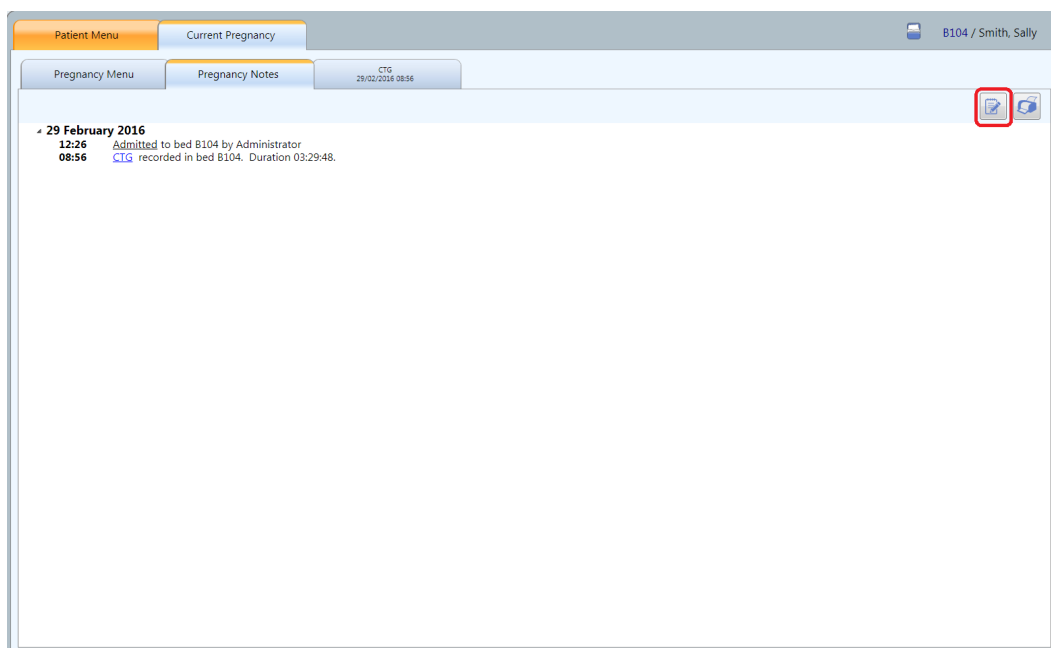 Patient Menu
Current Pregnancy
B104 / Smith, Sally
Pregnancy Menu
Pregnancy Notes
CTG
29/02/2016 08:56
29 February 2016
12:26 Admitted to bed B104 by Administrator
08:56 CTG recorded in bed B104. Duration 03:29:48.